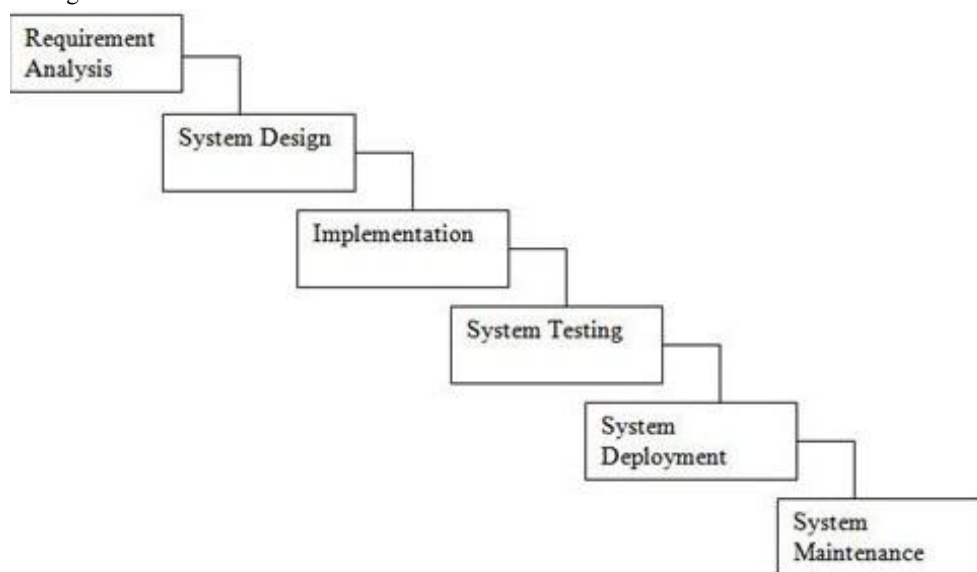 Requirement
Analysis
System Design
Implementation
System Testing
System
Deployment
System
Maintenance